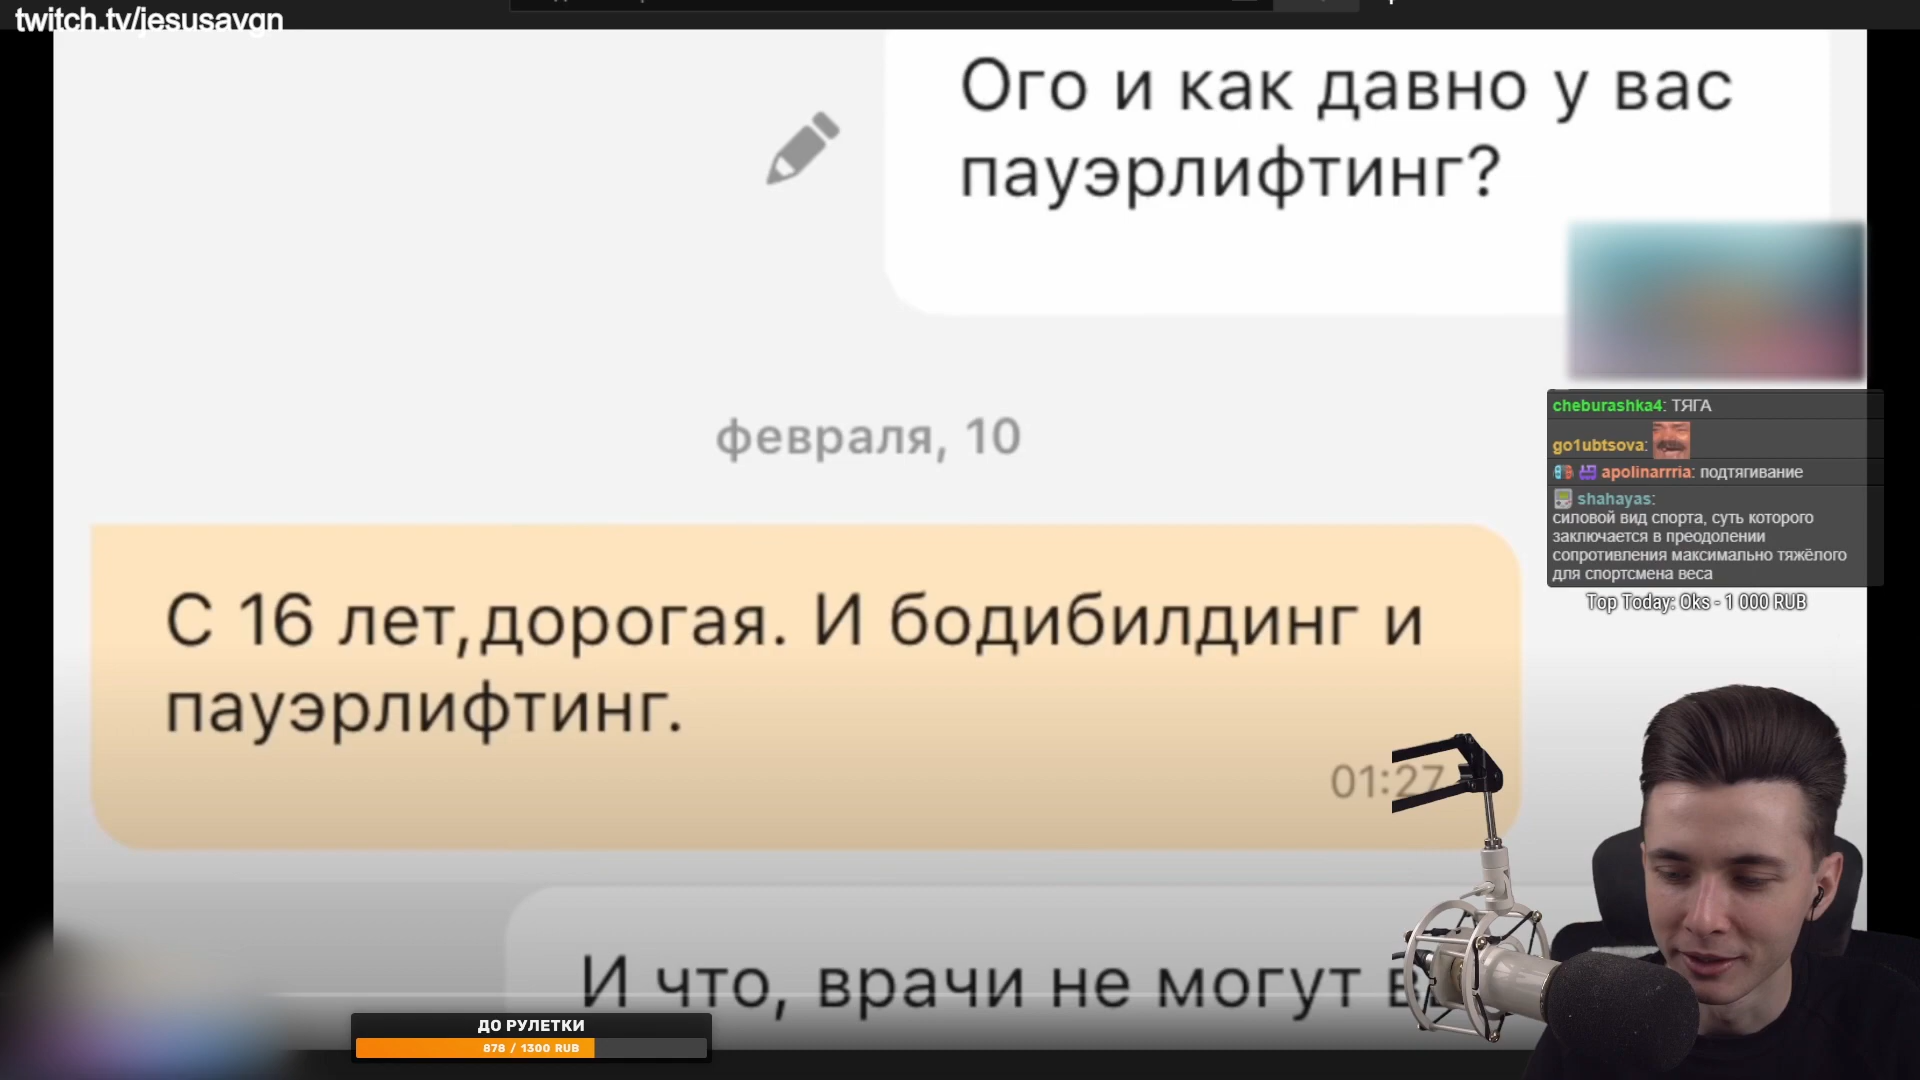 twitch.tv/jesusavgn
Ого и как давно у вас
пауэрлифтинг?
февраля, 10
С 16 лет,дорогая. И бодибилдинг и
пауэрлифтинг.
01:27
И что, врачи не могут
cheburashka4: ТЯГА
go1ubtsova:
apolinarrria: подтягивание
shahayas:
силовой вид спорта, суть которого
заключается в преодолении
сопротивления максимально тяжёлого
для спортсмена веса
Top Today: Oks - 1 000 RUB
ДО РУЛЕТКИ
878 / 1300 RUB